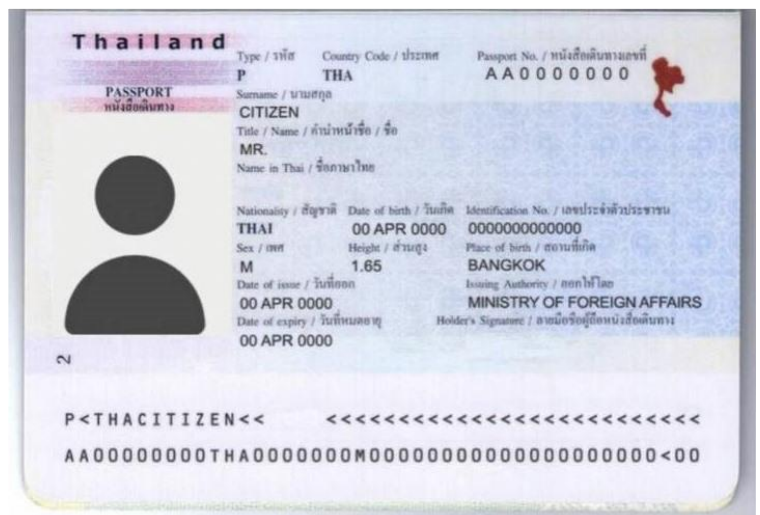 Thailand
Type / รหัส Country Code / ประเทศ Passport No. / หนังสือเดินทางเลขที่
P THA AA0000000
PASSPORT
หนังสือเดินทาง
Surname / นามสกุล
CITIZEN
Title / Name / คำนำหน้าชื่อ / ชื่อ
MR.
Name in Thai / ชื่อภาษาไทย
Nationality / สัญชาติ Date of birth / วันเกิด Identification No. / เลขประจำตัวประชาชน
THAI 00 APR 0000 0000000000000
Sex / เพศ Height / ส่วนสูง Place of birth / สถานที่เกิด
M 1.65 BANGKOK
Date of issue / วันที่ออก Issuing Authority / ออกให้โดย
00 APR 0000 MINISTRY OF FOREIGN AFFAIRS
Date of expiry / วันที่หมดอายุ Holder's Signature / ลายมือชื่อผู้ถือหนังสือเดินทาง
00 APR 0000
2
P<THACITIZEN<< <<<<<<<<<<<<<<<<<<<<<<<<<<
AA00000000THA0000000M0000000000000000000<00